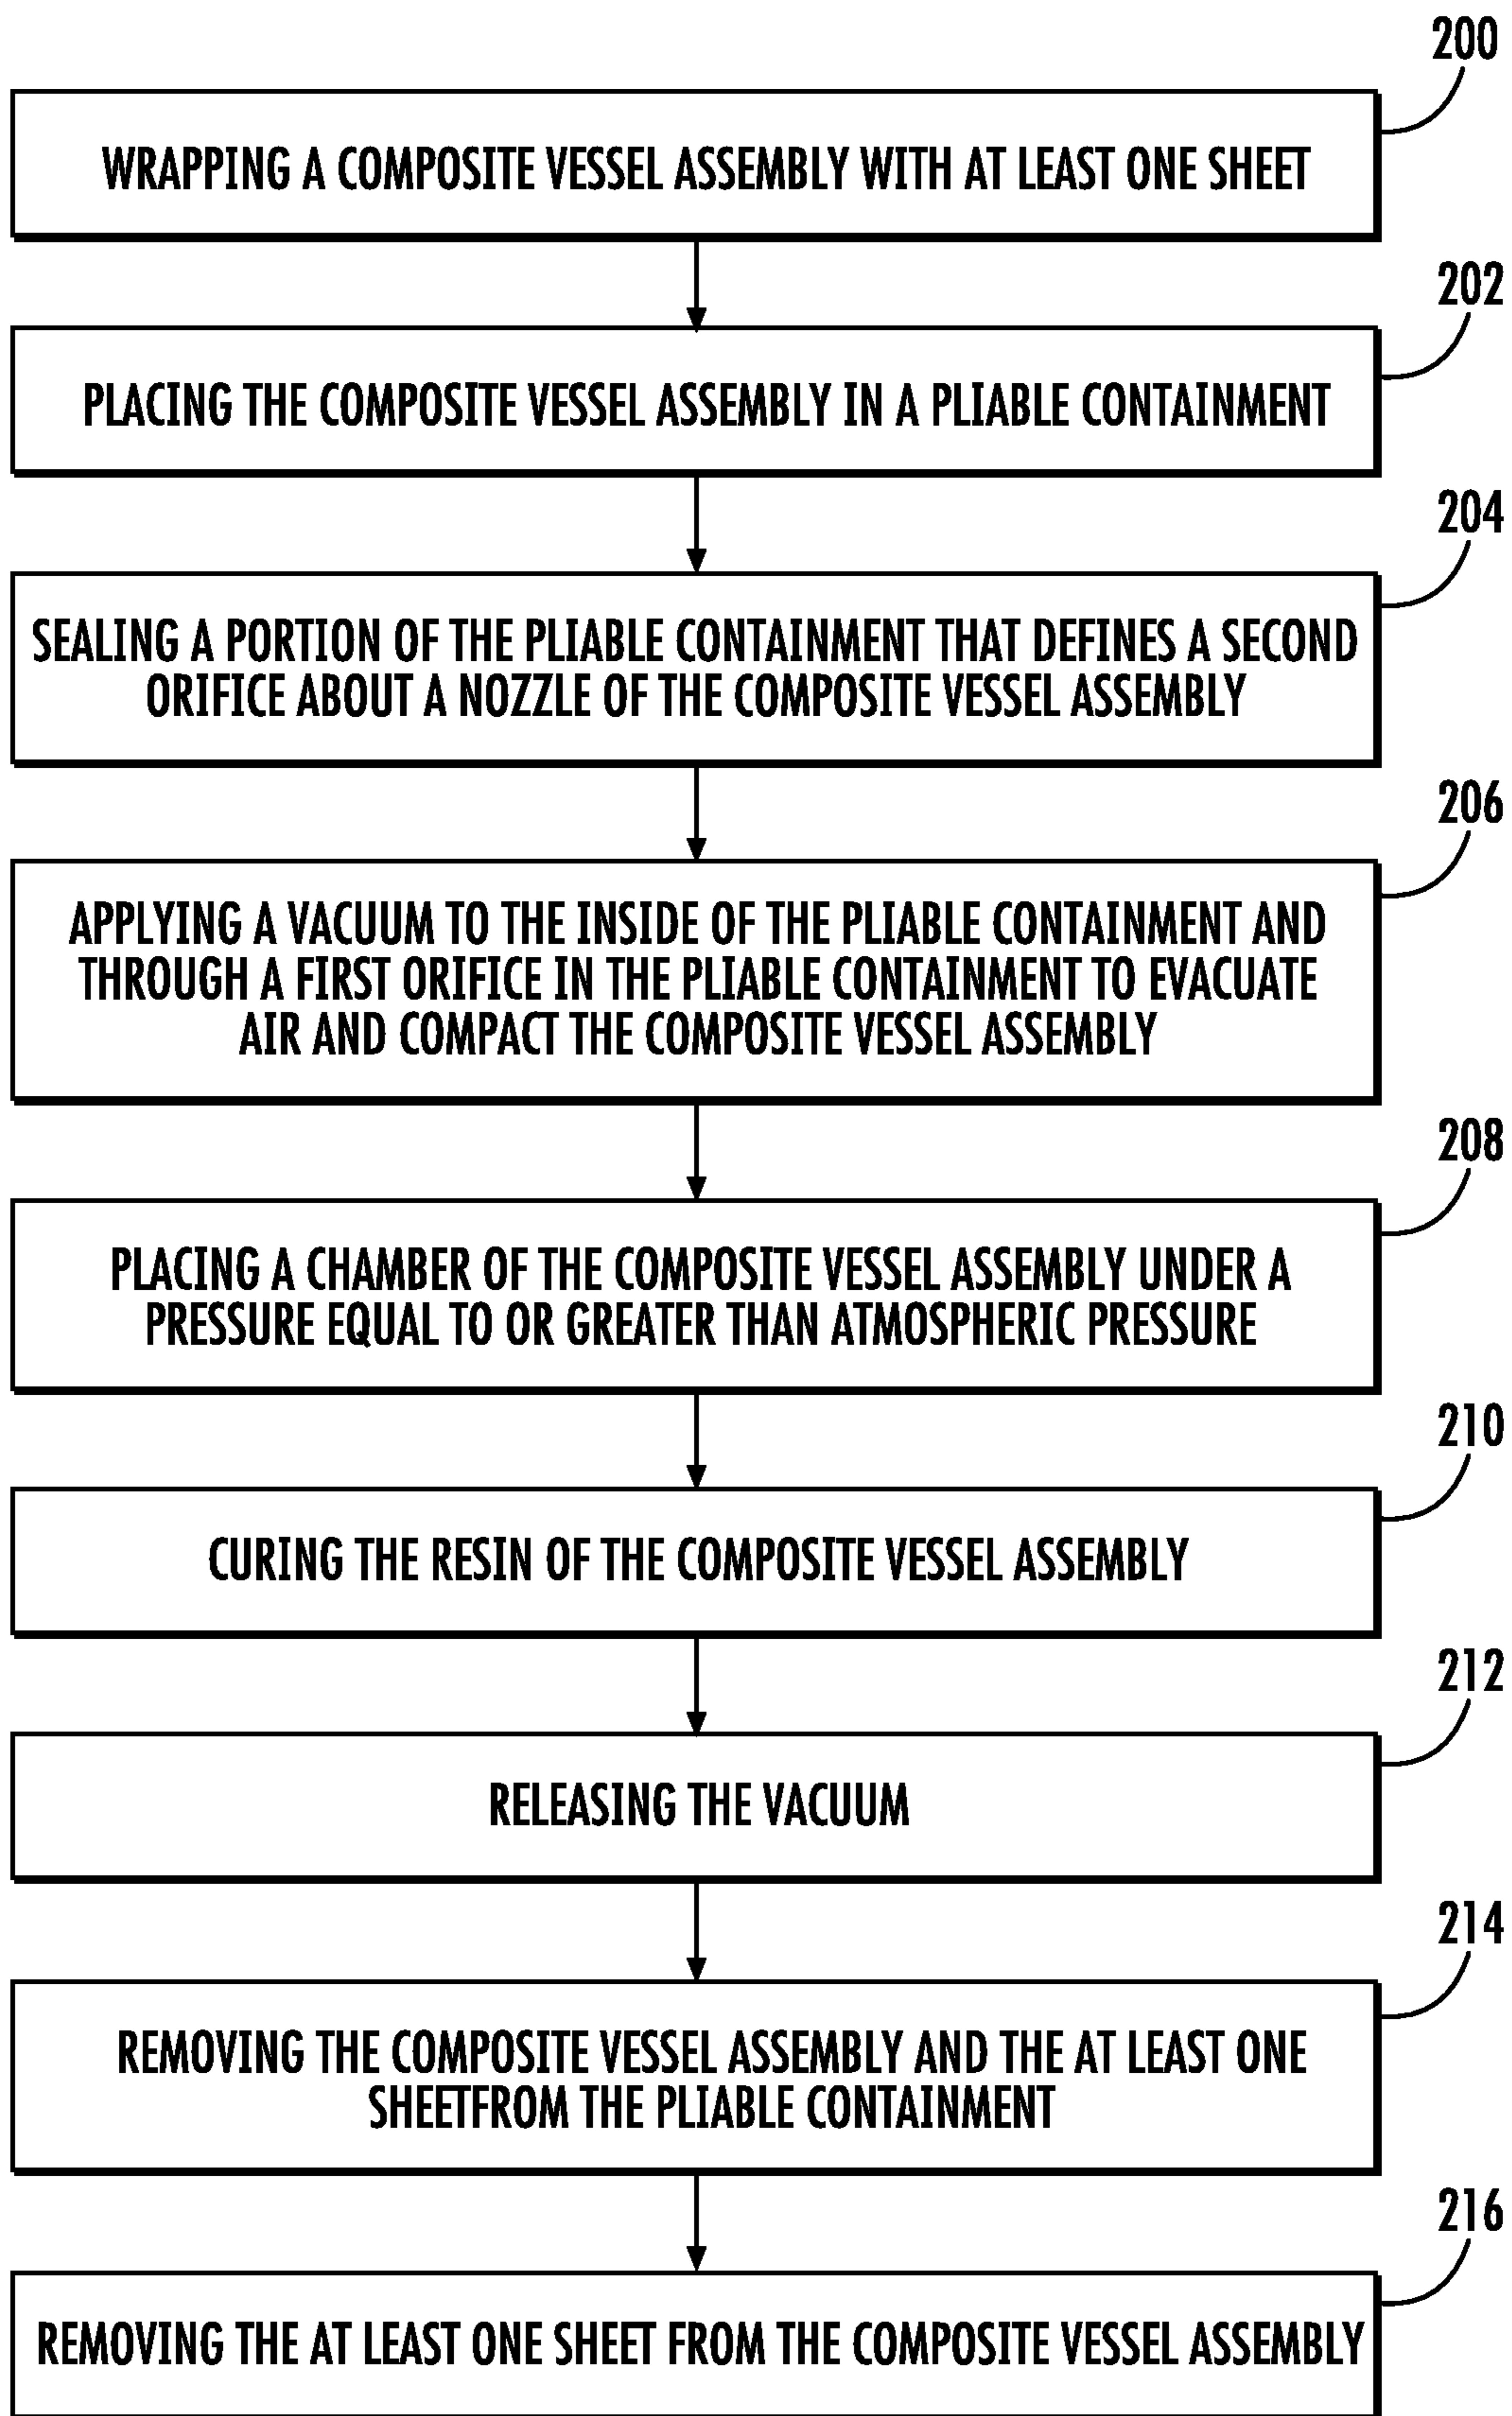 200
WRAPPING A COMPOSITE VESSEL ASSEMBLY WITH AT LEAST ONE SHEET
202
PLACING THE COMPOSITE VESSEL ASSEMBLY IN A PLIABLE CONTAINMENT
204
SEALING A PORTION OF THE PLIABLE CONTAINMENT THAT DEFINES A SECOND
ORIFICE ABOUT A NOZZLE OF THE COMPOSITE VESSEL ASSEMBLY
206
APPLYING A VACUUM TO THE INSIDE OF THE PLIABLE CONTAINMENT AND
THROUGH A FIRST ORIFICE IN THE PLIABLE CONTAINMENT TO EVACUATE
AIR AND COMPACT THE COMPOSITE VESSEL ASSEMBLY
208
PLACING A CHAMBER OF THE COMPOSITE VESSEL ASSEMBLY UNDER A
PRESSURE EQUAL TO OR GREATER THAN ATMOSPHERIC PRESSURE
210
CURING THE RESIN OF THE COMPOSITE VESSEL ASSEMBLY
212
RELEASING THE VACUUM
214
REMOVING THE COMPOSITE VESSEL ASSEMBLY AND THE AT LEAST ONE
SHEETFROM THE PLIABLE CONTAINMENT
216
REMOVING THE AT LEAST ONE SHEET FROM THE COMPOSITE VESSEL ASSEMBLY